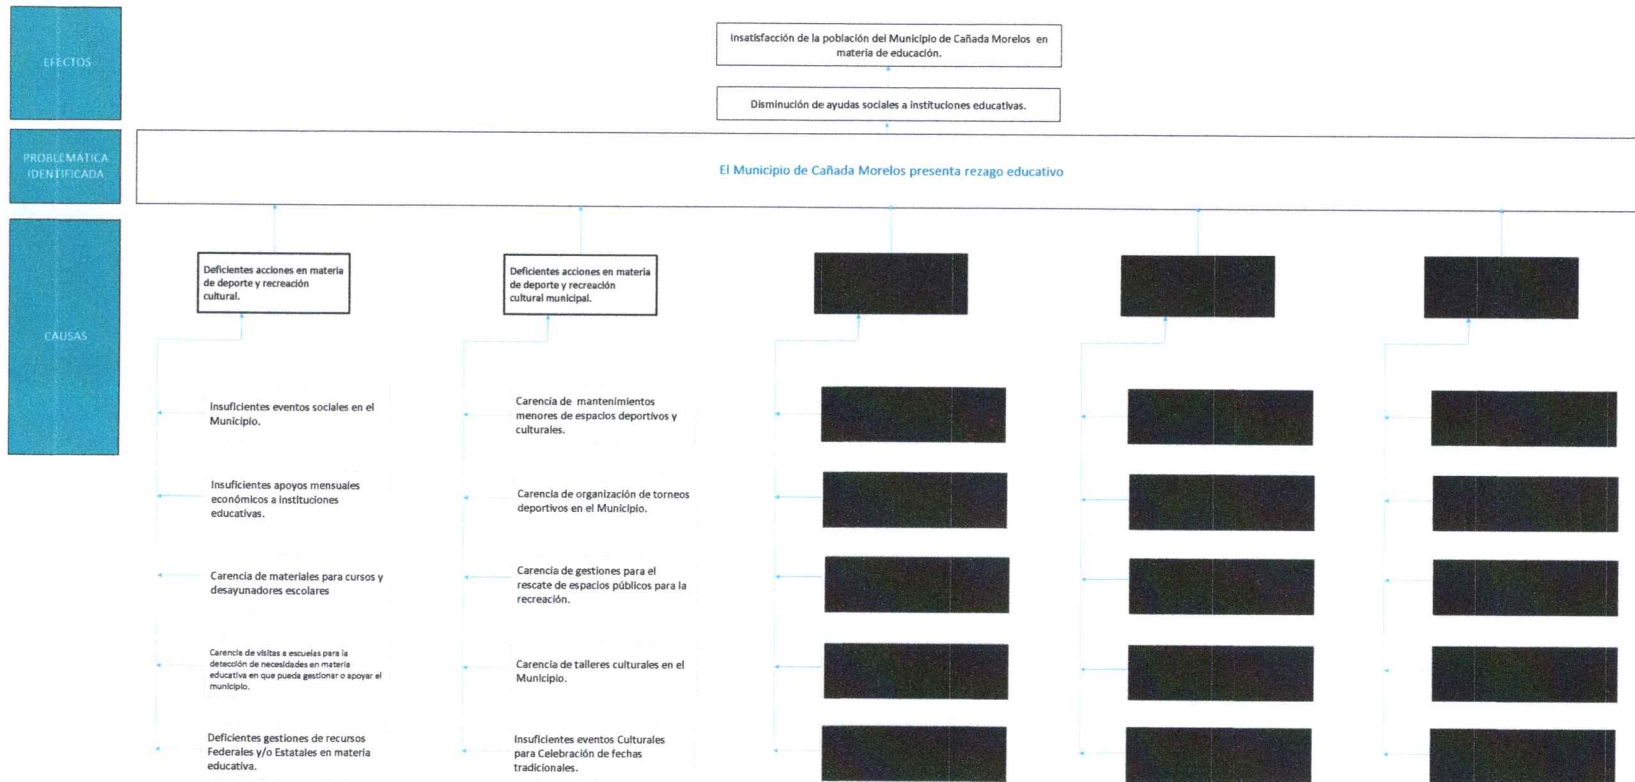 EFECTOS
Insatisfacción de la población del Municipio de Cañada Morelos en
materia de educación.
Disminución de ayudas sociales a instituciones educativas.
PROBLEMÁTICA
IDENTIFICADA
El Municipio de Cañada Morelos presenta rezago educativo
CAUSAS
Deficientes acciones en materia
de deporte y recreación
cultural.
Insuficientes eventos sociales en el
Municipio.
Insuficientes apoyos mensuales
económicos a instituciones
educativas.
Carencia de materiales para cursos y
desayunadores escolares
Carencia de visitas a escuelas para la
detección de necesidades en materia
educativa en que pueda gestionar o apoyar el
municipio.
Deficientes gestiones de recursos
Federales y/o Estatales en materia
educativa.
Deficientes acciones en materia
de deporte y recreación
cultural municipal.
Carencia de mantenimientos
menores de espacios deportivos y
culturales.
Carencia de organización de torneos
deportivos en el Municipio.
Carencia de gestiones para el
rescate de espacios públicos para la
recreación.
Carencia de talleres culturales en el
Municipio.
Insuficientes eventos Culturales
para Celebración de fechas
tradicionales.